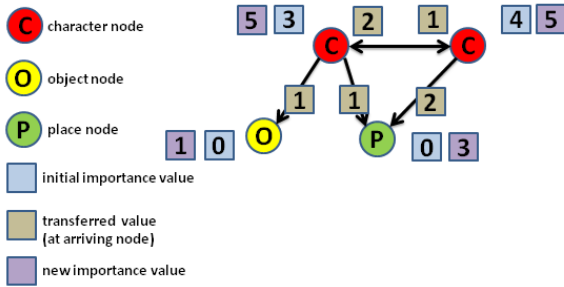 5 3 2 1 4 5
C character node C C
O object node 1 1 2
P place node 1 0 O P 0 3
initial importance value
transferred value
(at arriving node)
new importance value